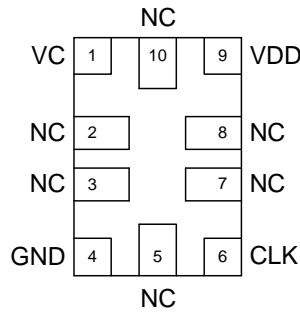 NC
VC 1 10 9 VDD
NC 2 8 NC
NC 3 7 NC
GND 4 5 6 CLK
NC